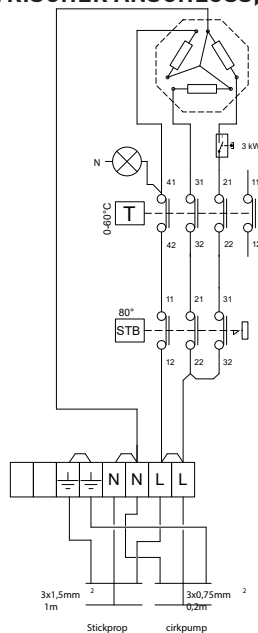 TRISCHER ANSCHLUSS,
3 kW
N
41 31 21 11
0-60°C
T
42 32 22 12
80°
11 21 31
STB
12 22 32
N N L L
3x1,5mm 2
1m
3x0,75mm 2
0,2m
Stickprop cirkpump